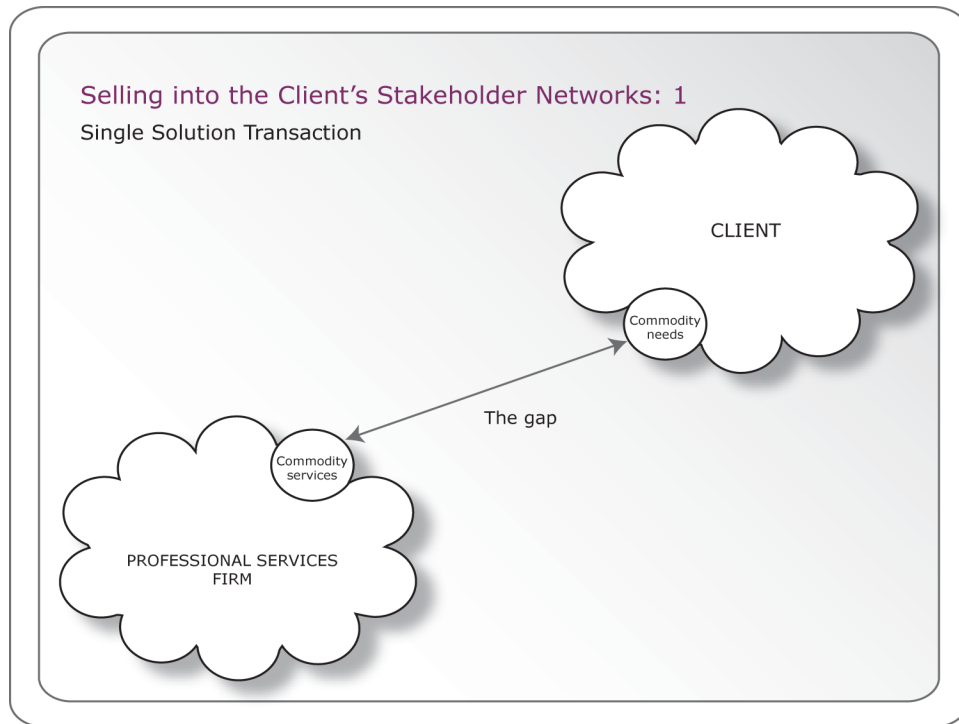 Selling into the Client’s Stakeholder Networks: 1
Single Solution Transaction
CLIENT
Commodity
needs
The gap
Commodity
services
PROFESSIONAL SERVICES
FIRM